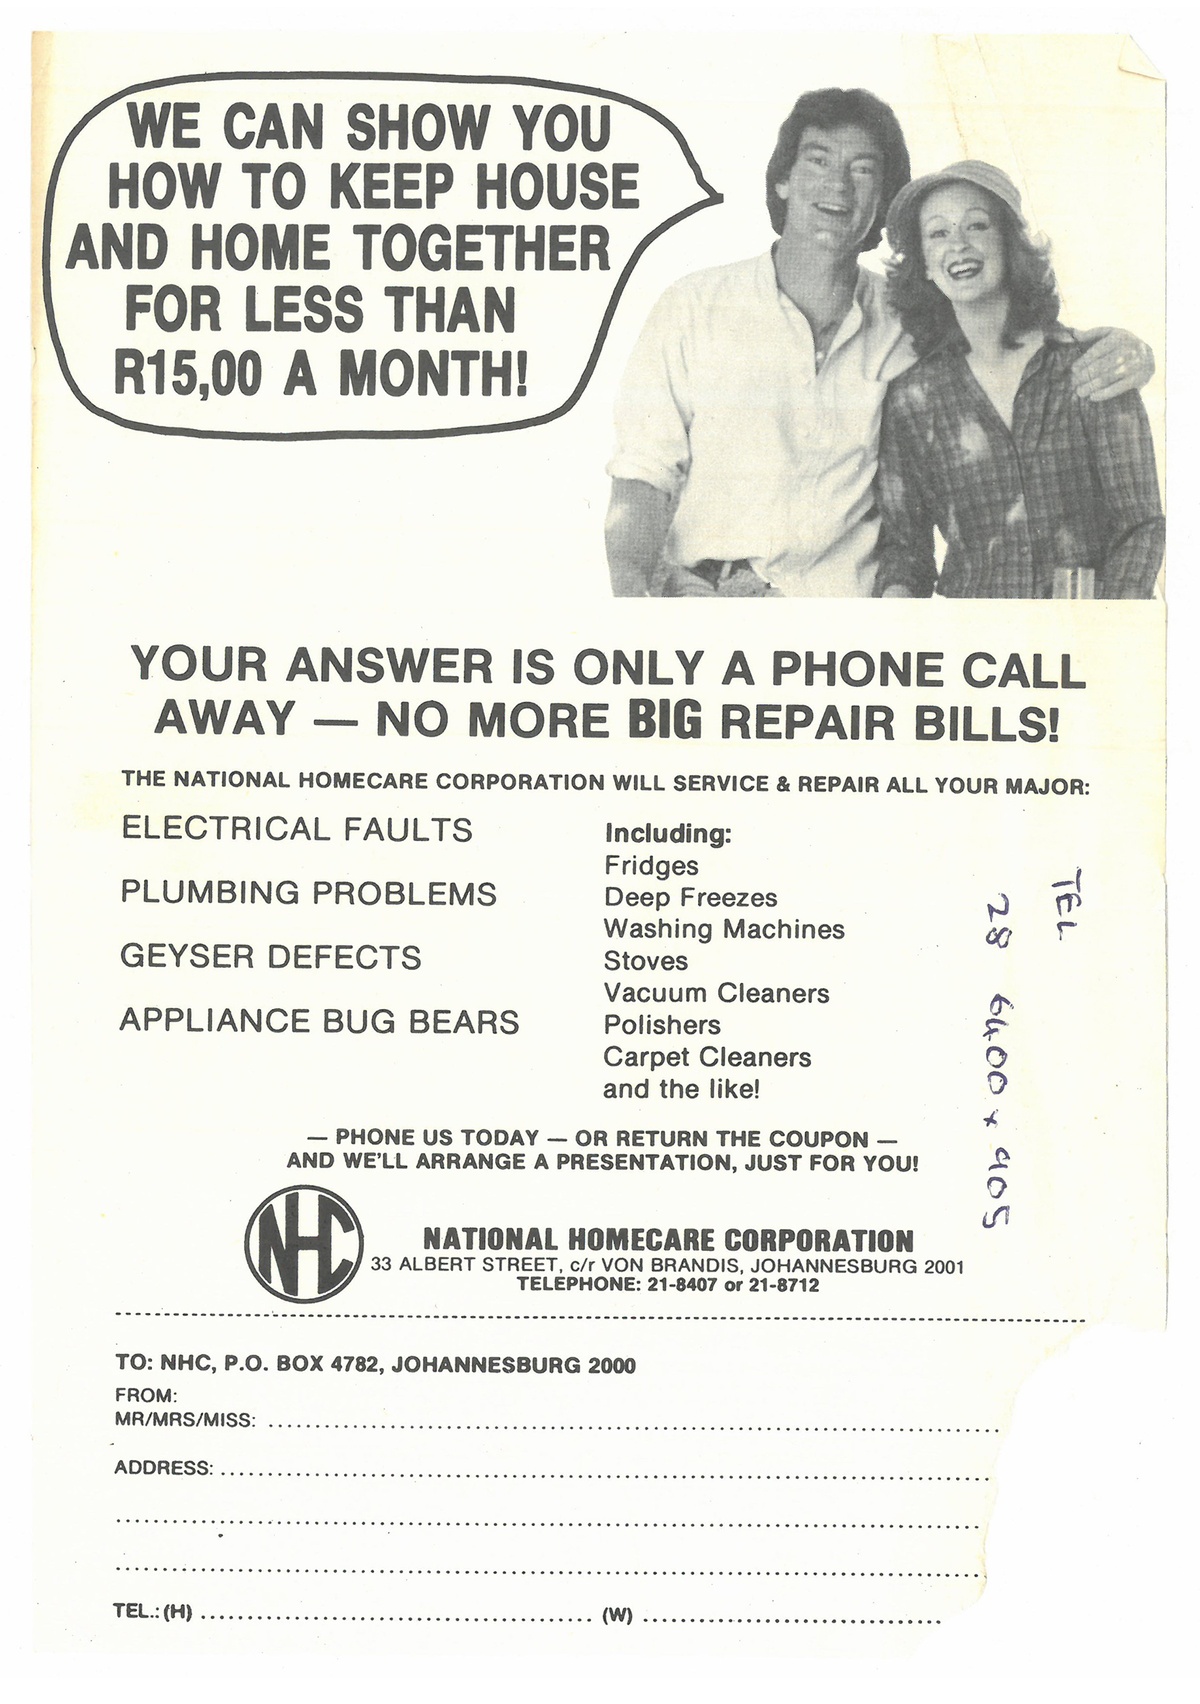 WE CAN SHOW YOU
HOW TO KEEP HOUSE
AND HOME TOGETHER
FOR LESS THAN
R15,00 A MONTH!
YOUR ANSWER IS ONLY A PHONE CALL
AWAY — NO MORE BIG REPAIR BILLS!
THE NATIONAL HOMECARE CORPORATION WILL SERVICE & REPAIR ALL YOUR MAJOR:
ELECTRICAL FAULTS
PLUMBING PROBLEMS
GEYSER DEFECTS
APPLIANCE BUG BEARS
Including:
Fridges
Deep Freezes
Washing Machines
Stoves
Vacuum Cleaners
Polishers
Carpet Cleaners
and the like!
TEL
28 6400 x 905
— PHONE US TODAY — OR RETURN THE COUPON —
AND WE'LL ARRANGE A PRESENTATION, JUST FOR YOU!
NHC
NATIONAL HOMECARE CORPORATION
33 ALBERT STREET, c/r VON BRANDIS, JOHANNESBURG 2001
TELEPHONE: 21-8407 or 21-8712
TO: NHC, P.O. BOX 4782, JOHANNESBURG 2000
FROM:
MR/MRS/MISS:
ADDRESS:
TEL.: (H) (W)